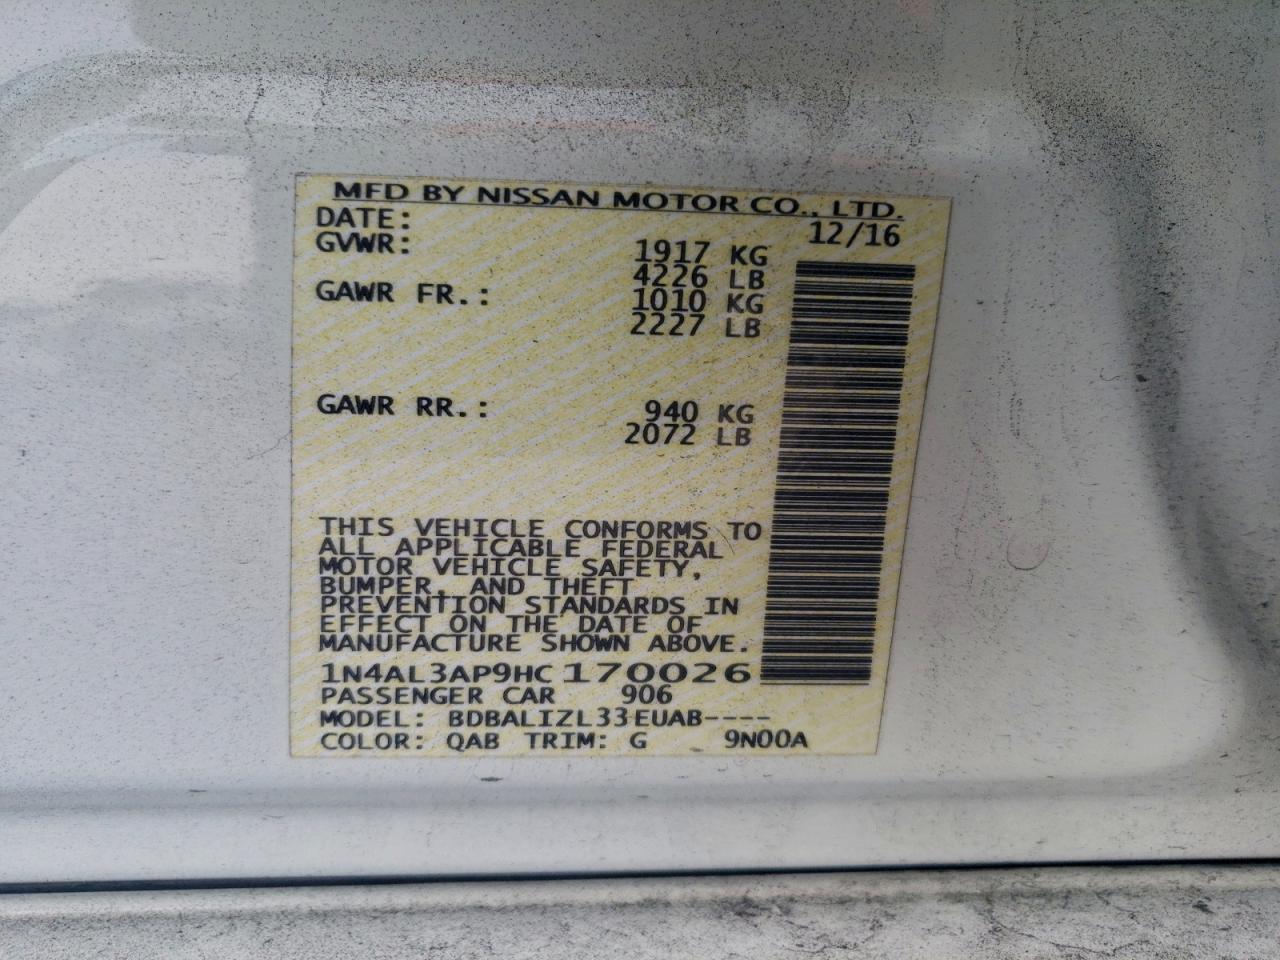 MFD BY NISSAN MOTOR CO., LTD.
DATE: 12/16
GVWR: 1917 KG
4226 LB
GAWR FR.: 1010 KG
2227 LB
GAWR RR.: 940 KG
2072 LB
THIS VEHICLE CONFORMS TO
ALL APPLICABLE FEDERAL
MOTOR VEHICLE SAFETY,
BUMPER, AND THEFT
PREVENTION STANDARDS IN
EFFECT ON THE DATE OF
MANUFACTURE SHOWN ABOVE.
1N4AL3AP9HC170026
PASSENGER CAR 906
MODEL: BDBALIZL33EUAB----
COLOR: QAB TRIM: G 9N00A